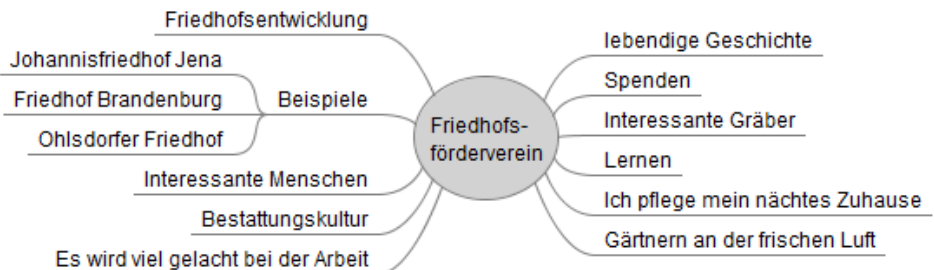 Friedhofsentwicklung
Johannisfriedhof Jena
Friedhof Brandenburg
Ohlsdorfer Friedhof
Beispiele
Interessante Menschen
Bestattungskultur
Es wird viel gelacht bei der Arbeit
Friedhofs-
förderverein
lebendige Geschichte
Spenden
Interessante Gräber
Lernen
Ich pflege mein nächtes Zuhause
Gärtnern an der frischen Luft